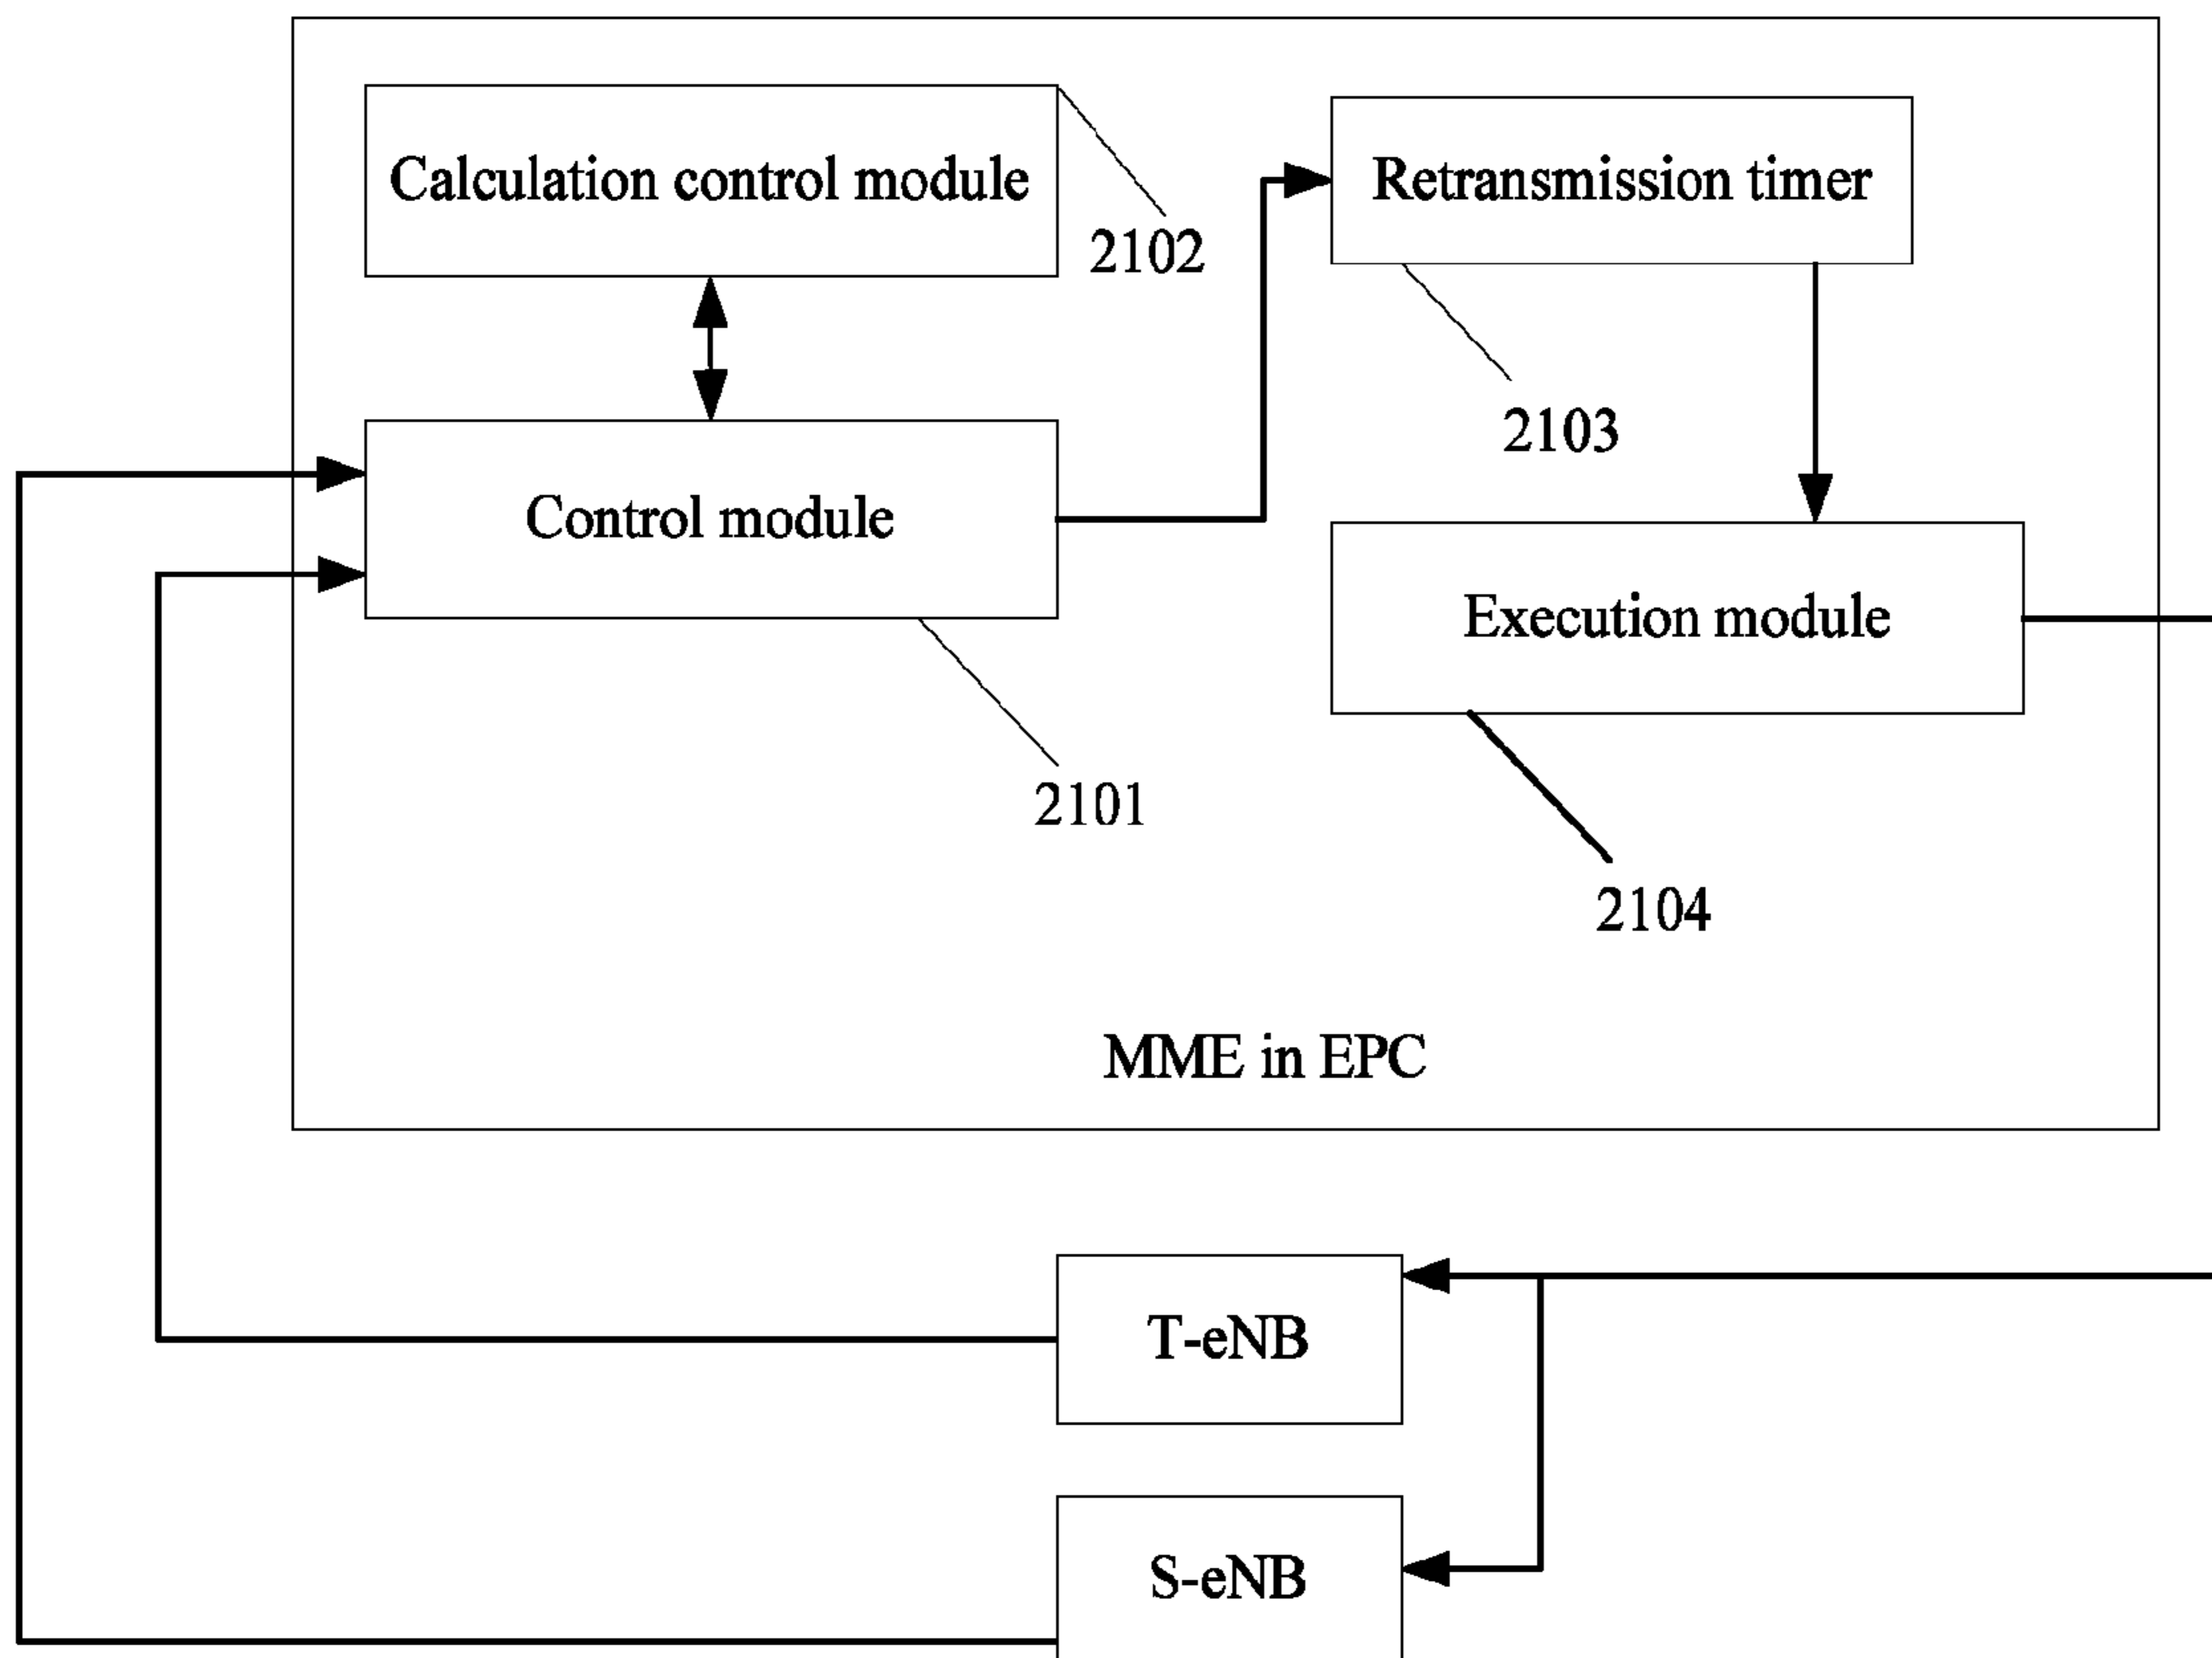 Calculation control module
2102
Retransmission timer
2103
Control module
2101
Execution module
2104
MME in EPC
T-eNB
S-eNB